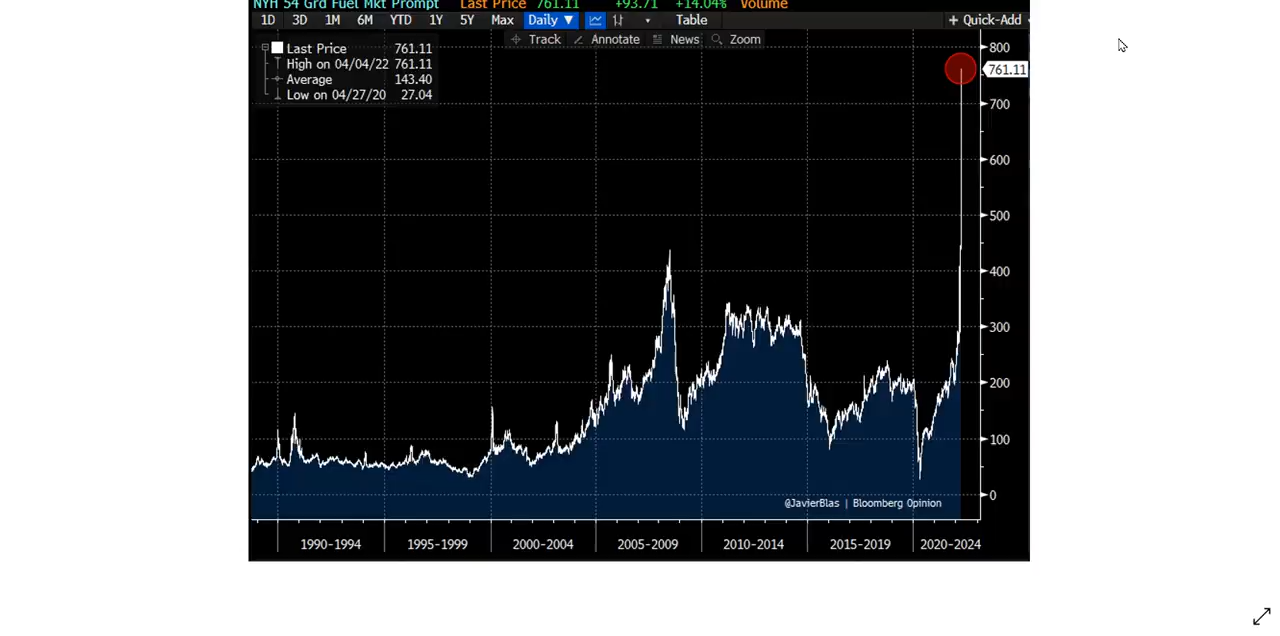 NYH 54 Grd Fuel Mkt Prompt Last Price 761.11 +93.71 +14.04% Volume
1D 3D 1M 6M YTD 1Y 5Y Max Daily ▼ Table + Quick-Add
Track Annotate News Zoom
Last Price 761.11
High on 04/04/22 761.11
Average 143.40
Low on 04/27/20 27.04
800
761.11
700
600
500
400
300
200
100
0
@JavierBlas | Bloomberg Opinion
1990-1994 1995-1999 2000-2004 2005-2009 2010-2014 2015-2019 2020-2024